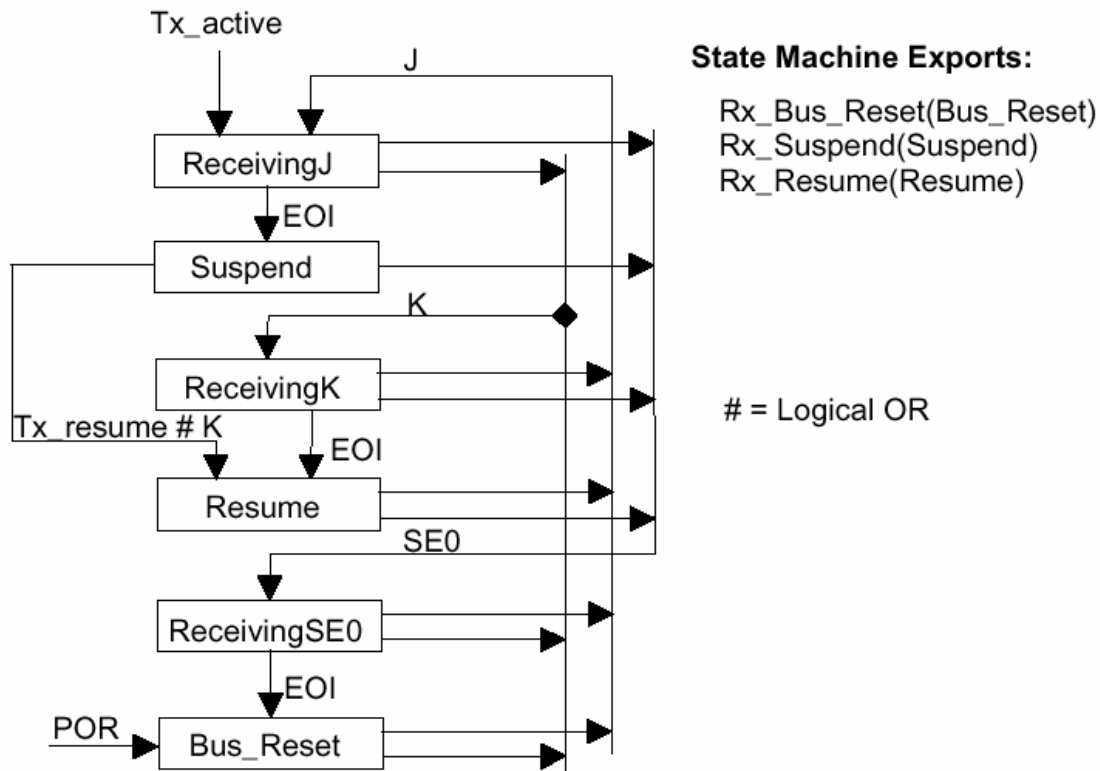 Tx_active
J
State Machine Exports:
Rx_Bus_Reset(Bus_Reset)
Rx_Suspend(Suspend)
Rx_Resume(Resume)
ReceivingJ
EOI
Suspend
K
ReceivingK
# = Logical OR
Tx_resume # K
EOI
Resume
SE0
ReceivingSE0
EOI
POR
Bus_Reset